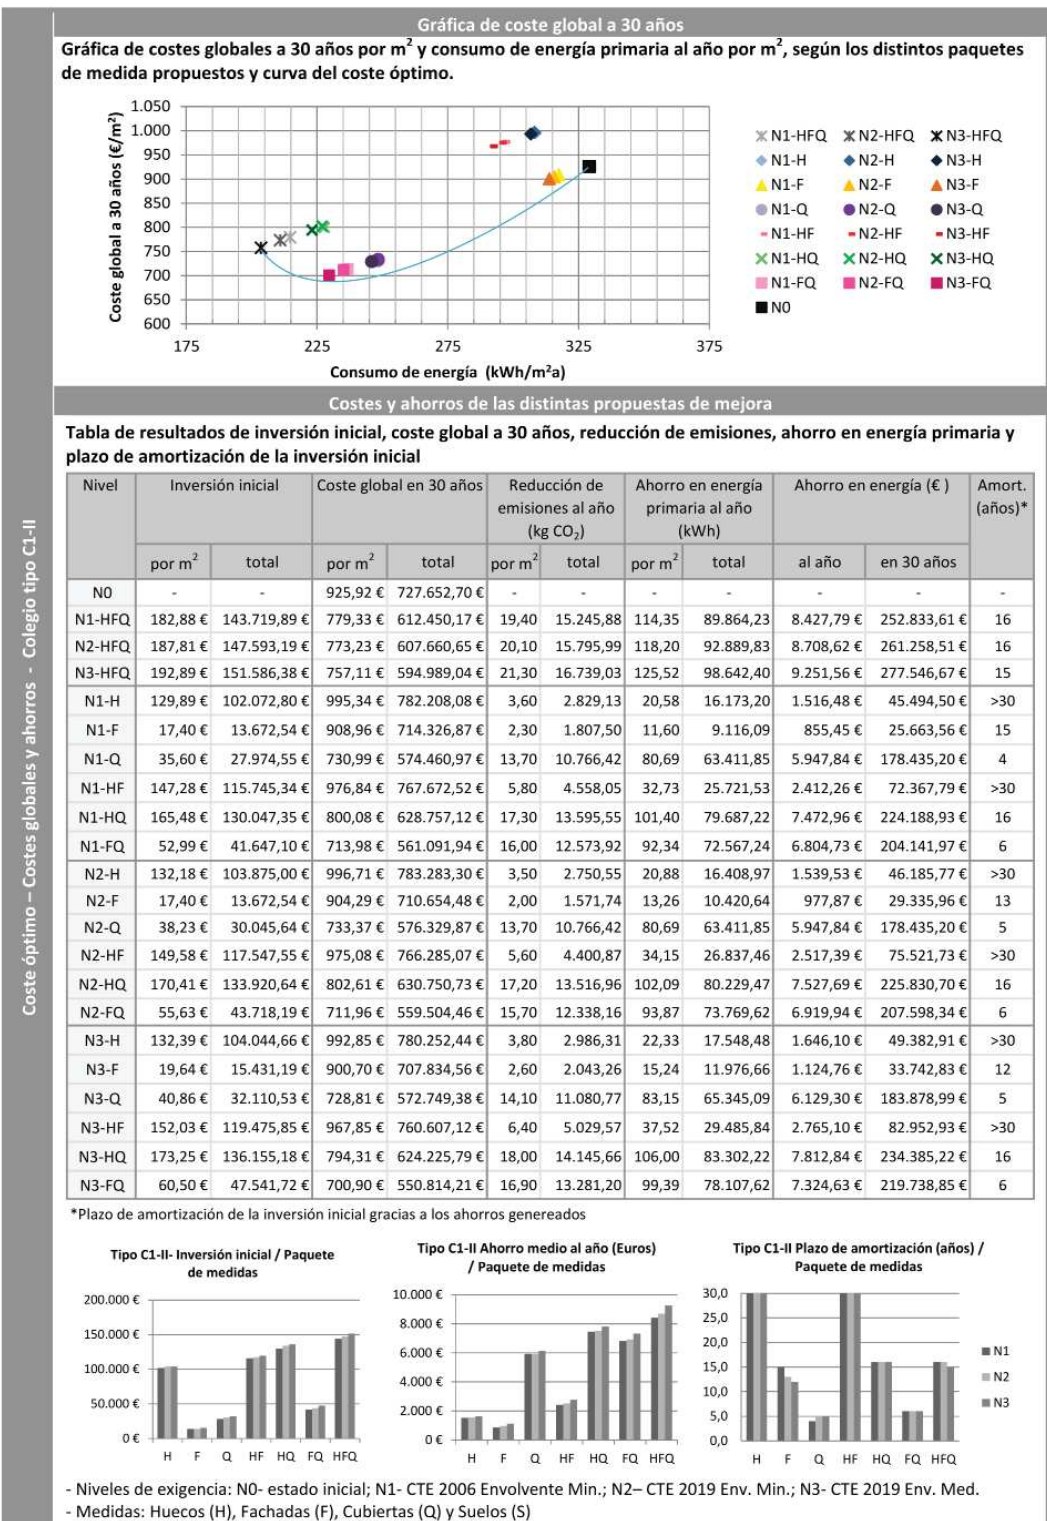 Gráfica de coste global a 30 años
Gráfica de costes globales a 30 años por m² y consumo de energía primaria al año por m², según los distintos paquetes
de medida propuestos y curva del coste óptimo.
Coste global a 30 años (€/m²)
1.050
1.000
950
900
850
800
750
700
650
600
175 225 275 325 375
Consumo de energía (kWh/m²a)
N1-HFQ N2-HFQ N3-HFQ
N1-H N2-H N3-H
N1-F N2-F N3-F
N1-Q N2-Q N3-Q
N1-HF N2-HF N3-HF
N1-HQ N2-HQ N3-HQ
N1-FQ N2-FQ N3-FQ
N0
Coste óptimo – Costes globales y ahorros - Colegio tipo C1-II
Costes y ahorros de las distintas propuestas de mejora
Tabla de resultados de inversión inicial, coste global a 30 años, reducción de emisiones, ahorro en energía primaria y
plazo de amortización de la inversión inicial
Nivel Inversión inicial Coste global en 30 años Reducción de Ahorro en energía Ahorro en energía (€ ) Amort.
emisiones al año primaria al año (años)*
(kg CO₂) (kWh)
por m² total por m² total por m² total por m² total al año en 30 años
N0 - - 925,92 € 727.652,70 € - - - - - - -
N1-HFQ 182,88 € 143.719,89 € 779,33 € 612.450,17 € 19,40 15.245,88 114,35 89.864,23 8.427,79 € 252.833,61 € 16
N2-HFQ 187,81 € 147.593,19 € 773,23 € 607.660,65 € 20,10 15.795,99 118,20 92.889,83 8.708,62 € 261.258,51 € 16
N3-HFQ 192,89 € 151.586,38 € 757,11 € 594.989,04 € 21,30 16.739,03 125,52 98.642,40 9.251,56 € 277.546,67 € 15
N1-H 129,89 € 102.072,80 € 995,34 € 782.208,08 € 3,60 2.829,13 20,58 16.173,20 1.516,48 € 45.494,50 € >30
N1-F 17,40 € 13.672,54 € 908,96 € 714.326,87 € 2,30 1.807,50 11,60 9.116,09 855,45 € 25.663,56 € 15
N1-Q 35,60 € 27.974,55 € 730,99 € 574.460,97 € 13,70 10.766,42 80,69 63.411,85 5.947,84 € 178.435,20 € 4
N1-HF 147,28 € 115.745,34 € 976,84 € 767.672,52 € 5,80 4.558,05 32,73 25.721,53 2.412,26 € 72.367,79 € >30
N1-HQ 165,48 € 130.047,35 € 800,08 € 628.757,12 € 17,30 13.595,55 101,40 79.687,22 7.472,96 € 224.188,93 € 16
N1-FQ 52,99 € 41.647,10 € 713,98 € 561.091,94 € 16,00 12.573,92 92,34 72.567,24 6.804,73 € 204.141,97 € 6
N2-H 132,18 € 103.875,00 € 996,71 € 783.283,30 € 3,50 2.750,55 20,88 16.408,97 1.539,53 € 46.185,77 € >30
N2-F 17,40 € 13.672,54 € 904,29 € 710.654,48 € 2,00 1.571,74 13,26 10.420,64 977,87 € 29.335,96 € 13
N2-Q 38,23 € 30.045,64 € 733,37 € 576.329,87 € 13,70 10.766,42 80,69 63.411,85 5.947,84 € 178.435,20 € 5
N2-HF 149,58 € 117.547,55 € 975,08 € 766.285,07 € 5,60 4.400,87 34,15 26.837,46 2.517,39 € 75.521,73 € >30
N2-HQ 170,41 € 133.920,64 € 802,61 € 630.750,73 € 17,20 13.516,96 102,09 80.229,47 7.527,69 € 225.830,70 € 16
N2-FQ 55,63 € 43.718,19 € 711,96 € 559.504,46 € 15,70 12.338,16 93,87 73.769,62 6.919,94 € 207.598,34 € 6
N3-H 132,39 € 104.044,66 € 992,85 € 780.252,44 € 3,80 2.986,31 22,33 17.548,48 1.646,10 € 49.382,91 € >30
N3-F 19,64 € 15.431,19 € 900,70 € 707.834,56 € 2,60 2.043,26 15,24 11.976,66 1.124,76 € 33.742,83 € 12
N3-Q 40,86 € 32.110,53 € 728,81 € 572.749,38 € 14,10 11.080,77 83,15 65.345,09 6.129,30 € 183.878,99 € 5
N3-HF 152,03 € 119.475,85 € 967,85 € 760.607,12 € 6,40 5.029,57 37,52 29.485,84 2.765,10 € 82.952,93 € >30
N3-HQ 173,25 € 136.155,18 € 794,31 € 624.225,79 € 18,00 14.145,66 106,00 83.302,22 7.812,84 € 234.385,22 € 16
N3-FQ 60,50 € 47.541,72 € 700,90 € 550.814,21 € 16,90 13.281,20 99,39 78.107,62 7.324,63 € 219.738,85 € 6
*Plazo de amortización de la inversión inicial gracias a los ahorros genereados
Tipo C1-II- Inversión inicial / Paquete
de medidas
200.000 €
150.000 €
100.000 €
50.000 €
0 €
H F Q HF HQ FQ HFQ
Tipo C1-II Ahorro medio al año (Euros)
/ Paquete de medidas
10.000 €
8.000 €
6.000 €
4.000 €
2.000 €
0 €
H F Q HF HQ FQ HFQ
Tipo C1-II Plazo de amortización (años) /
Paquete de medidas
30,0
25,0
20,0
15,0
10,0
5,0
0,0
H F Q HF HQ FQ HFQ
N1
N2
N3
- Niveles de exigencia: N0- estado inicial; N1- CTE 2006 Envolvente Min.; N2– CTE 2019 Env. Min.; N3- CTE 2019 Env. Med.
- Medidas: Huecos (H), Fachadas (F), Cubiertas (Q) y Suelos (S)